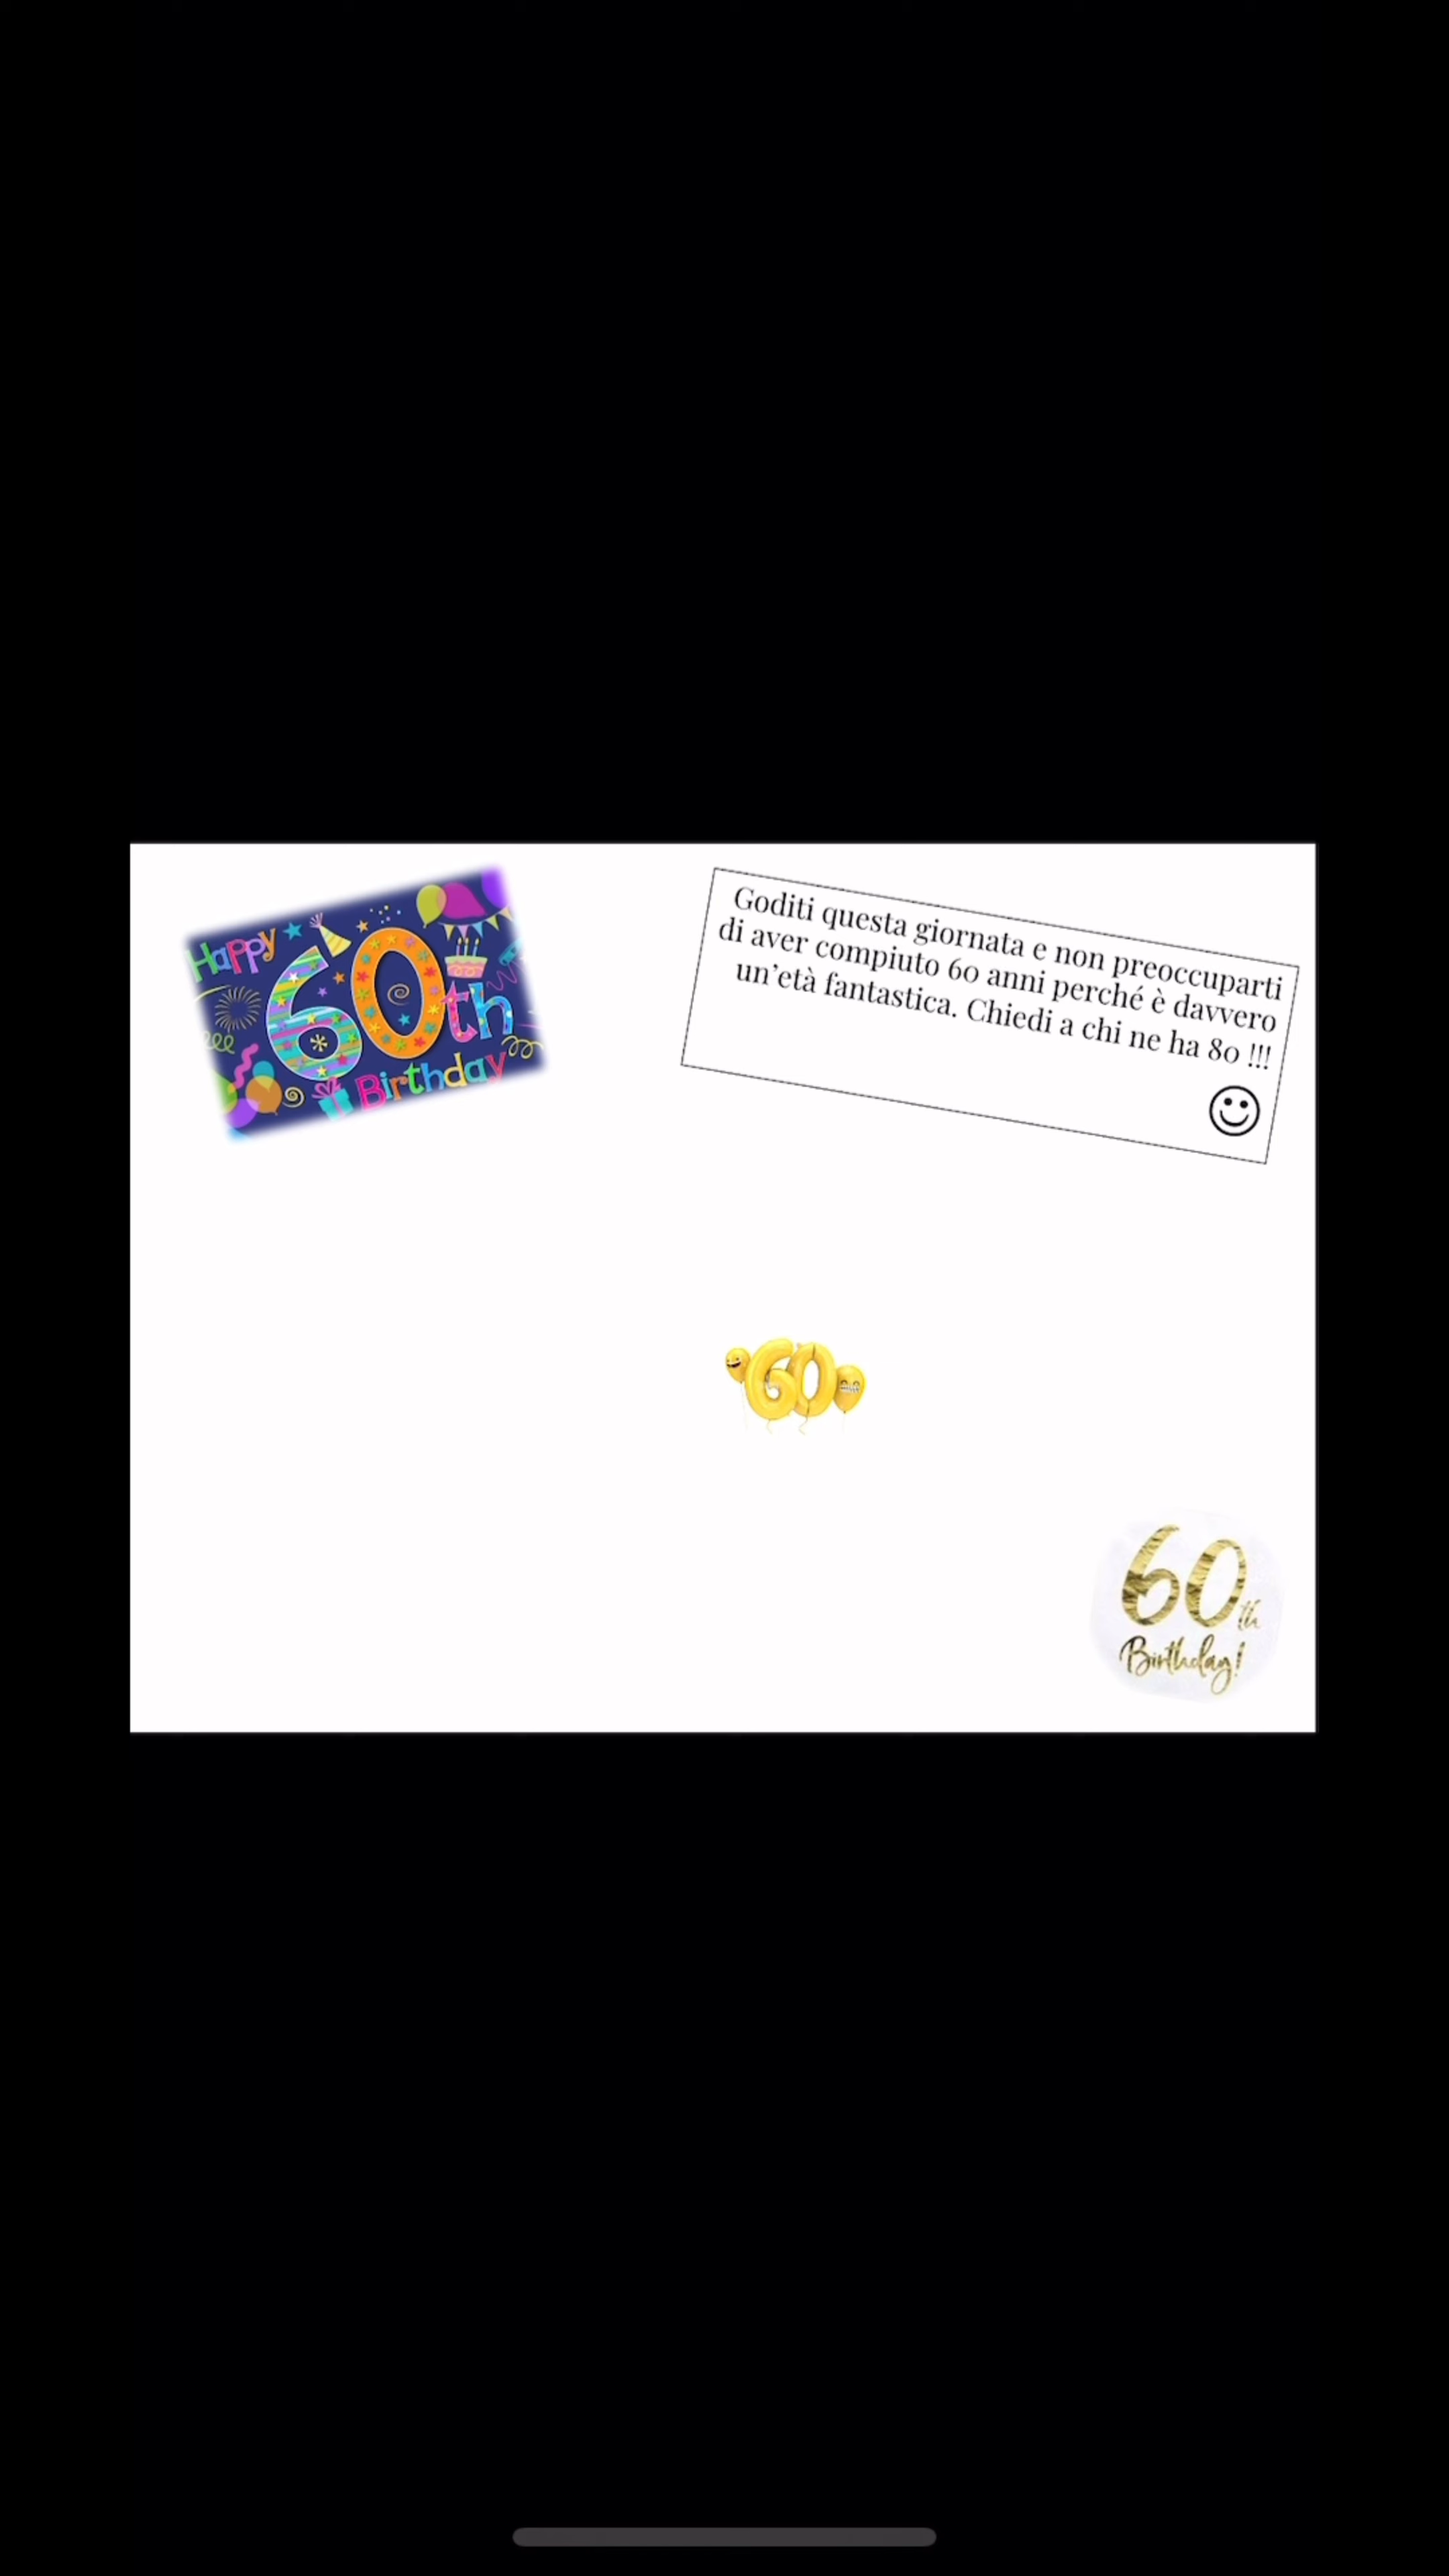 Happy
60th
Birthday
Goditi questa giornata e non preoccuparti
di aver compiuto 60 anni perché è davvero
un’età fantastica. Chiedi a chi ne ha 80 !!!
60
60th
Birthday!